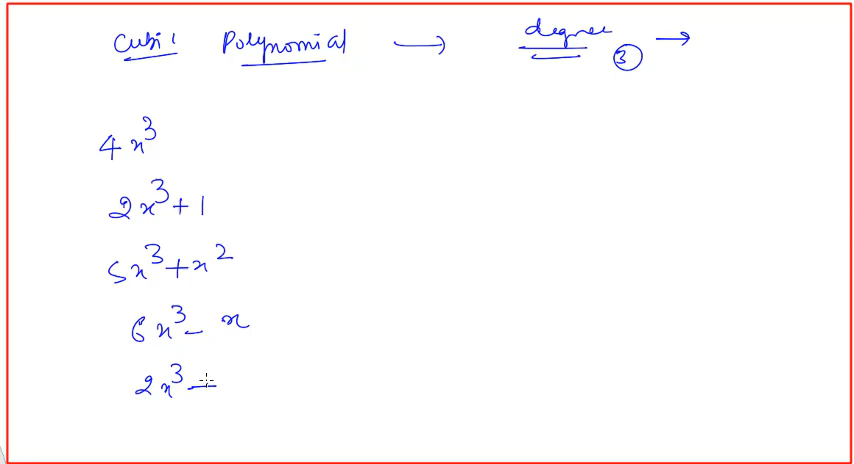 Cubic Polynomial → degree ③ →
4x³
2x³ + 1
5x³ + x²
6x³ - x
2x³ -